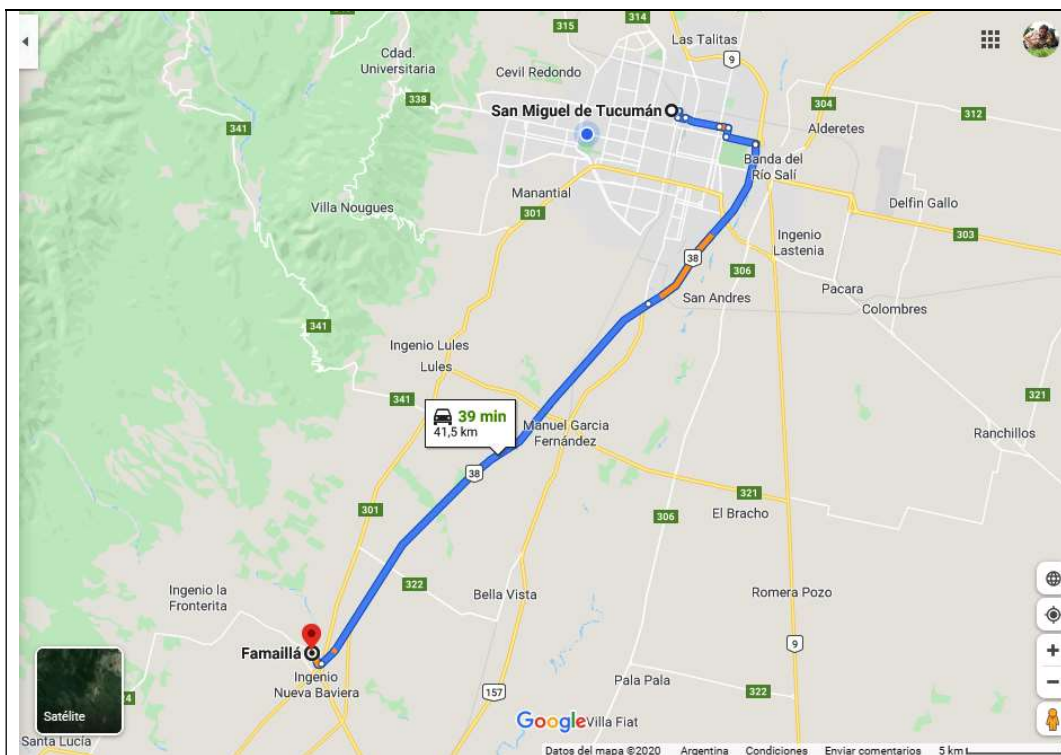 315
314
Las Talitas
9
Cdad.
Universitaria
Cevil Redondo
338
San Miguel de Tucumán
304
312
Alderetes
341
Banda del
Río Salí
Manantial
Villa Nougues
301
Delfin Gallo
Ingenio
Lastenia
303
38
306
San Andres
Pacara
Colombres
341
Ingenio Lules
Lules
341
321
39 min
41,5 km
Manuel Garcia
Fernández
Ranchillos
38
321
301
306
El Bracho
322
Ingenio la
Fronterita
Bella Vista
Romera Pozo
Famaillá
9
Ingenio
Nueva Baviera
Pala Pala
157
322
Satélite
Google
Villa Fiat
Santa Lucía
Datos del mapa ©2020 Argentina Condiciones Enviar comentarios 5 km